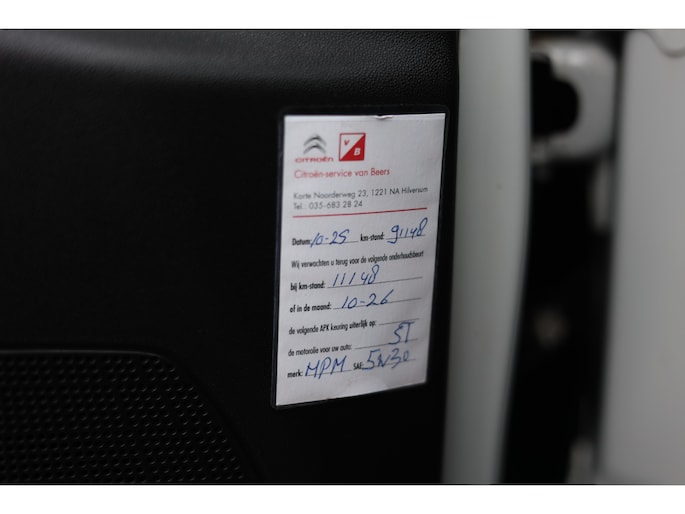 CITROËN V B
Citroën-service van Beers
Korte Noorderweg 23, 1221 NA Hilversum
Tel.: 035-683 28 24
Datum: 10-25 km-stand: 91148
Wij verwachten u terug voor de volgende onderhoudsbeurt
bij km-stand: 11148
of in de maand: 10-26
de volgende APK keuring uiterlijk op:
de motorolie voor uw auto: ST
merk: MPM SAE 5W30